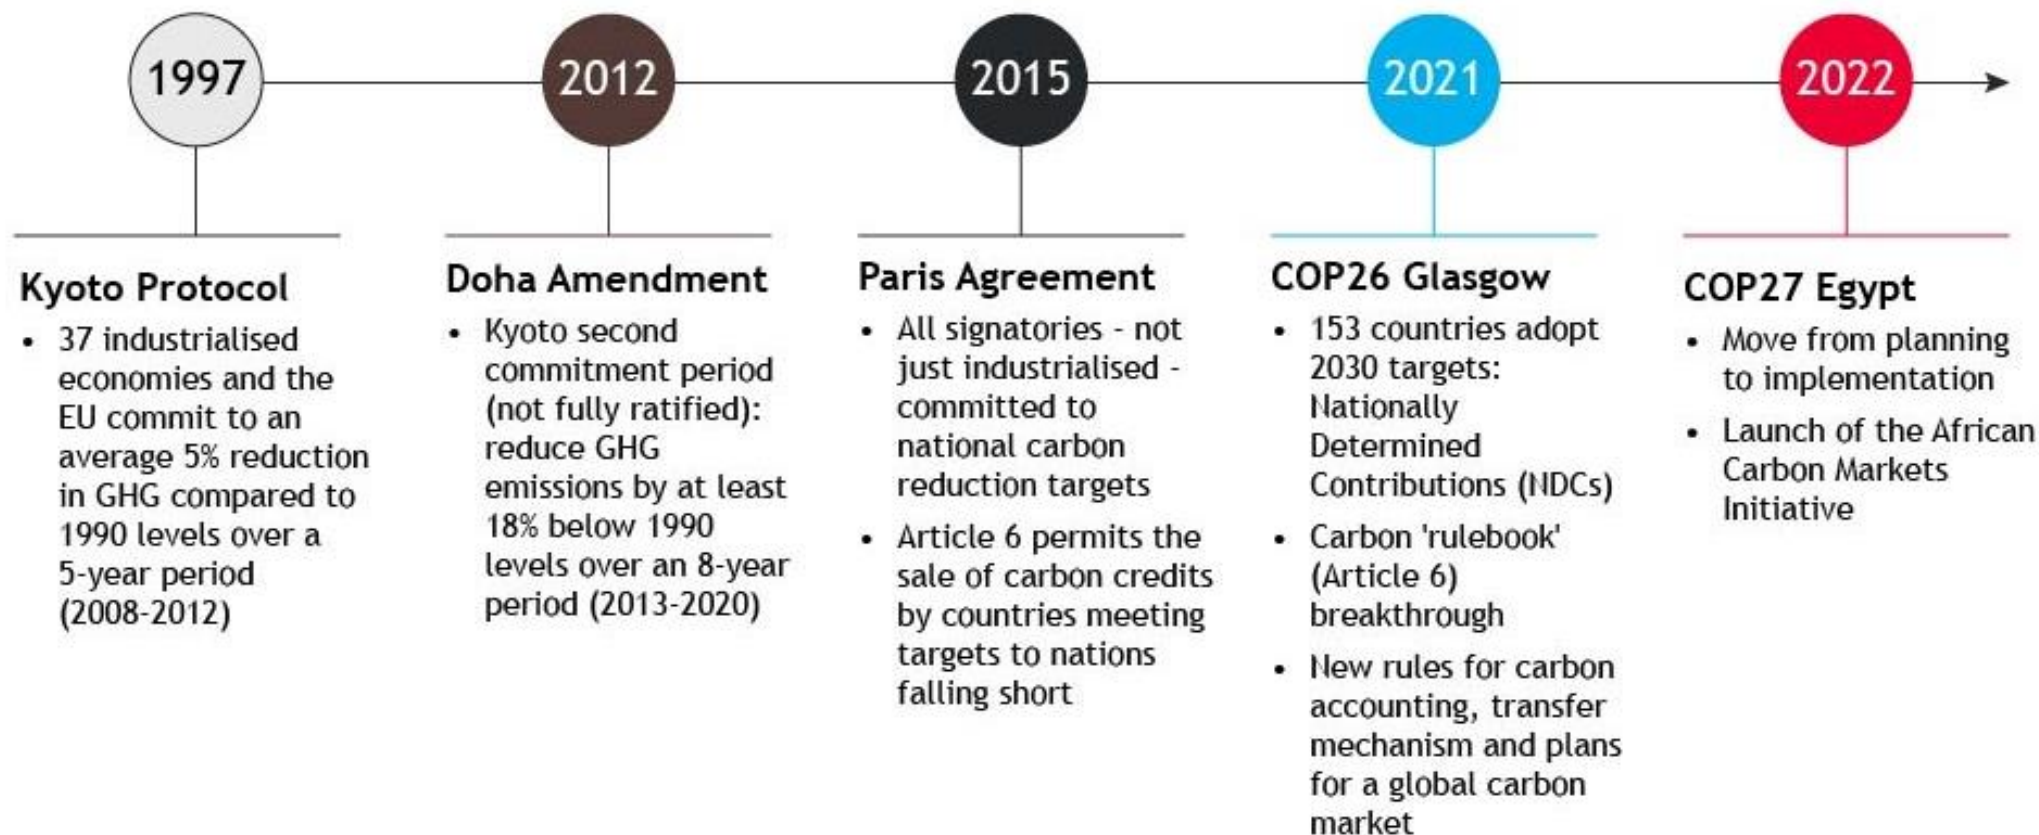 1997
2012
2015
2021
2022
Kyoto Protocol
• 37 industrialised
economies and the
EU commit to an
average 5% reduction
in GHG compared to
1990 levels over a
5-year period
(2008-2012)
Doha Amendment
• Kyoto second
commitment period
(not fully ratified):
reduce GHG
emissions by at least
18% below 1990
levels over an 8-year
period (2013-2020)
Paris Agreement
• All signatories - not
just industrialised -
committed to
national carbon
reduction targets
• Article 6 permits the
sale of carbon credits
by countries meeting
targets to nations
falling short
COP26 Glasgow
• 153 countries adopt
2030 targets:
Nationally
Determined
Contributions (NDCs)
• Carbon 'rulebook'
(Article 6)
breakthrough
• New rules for carbon
accounting, transfer
mechanism and plans
for a global carbon
market
COP27 Egypt
• Move from planning
to implementation
• Launch of the African
Carbon Markets
Initiative